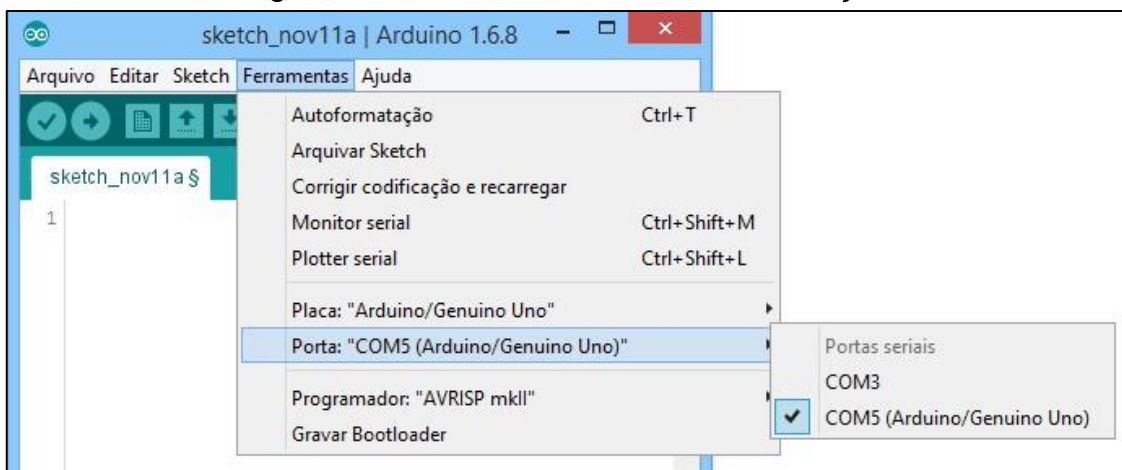 sketch_nov11a | Arduino 1.6.8
Arquivo Editar Sketch Ferramentas Ajuda
sketch_nov11a §
1
Autoformatação Ctrl+T
Arquivar Sketch
Corrigir codificação e recarregar
Monitor serial Ctrl+Shift+M
Plotter serial Ctrl+Shift+L
Placa: "Arduino/Genuino Uno"
Porta: "COM5 (Arduino/Genuino Uno)"
Programador: "AVRISP mkII"
Gravar Bootloader
Portas seriais
COM3
COM5 (Arduino/Genuino Uno)